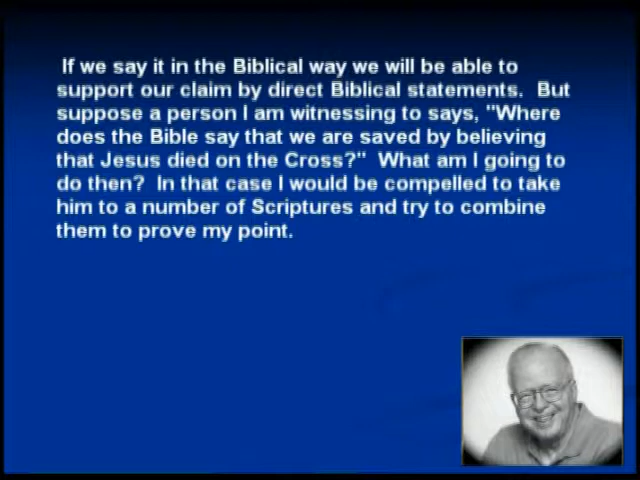 If we say it in the Biblical way we will be able to
support our claim by direct Biblical statements.  But
suppose a person I am witnessing to says, "Where
does the Bible say that we are saved by believing
that Jesus died on the Cross?"  What am I going to
do then?  In that case I would be compelled to take
him to a number of Scriptures and try to combine
them to prove my point.